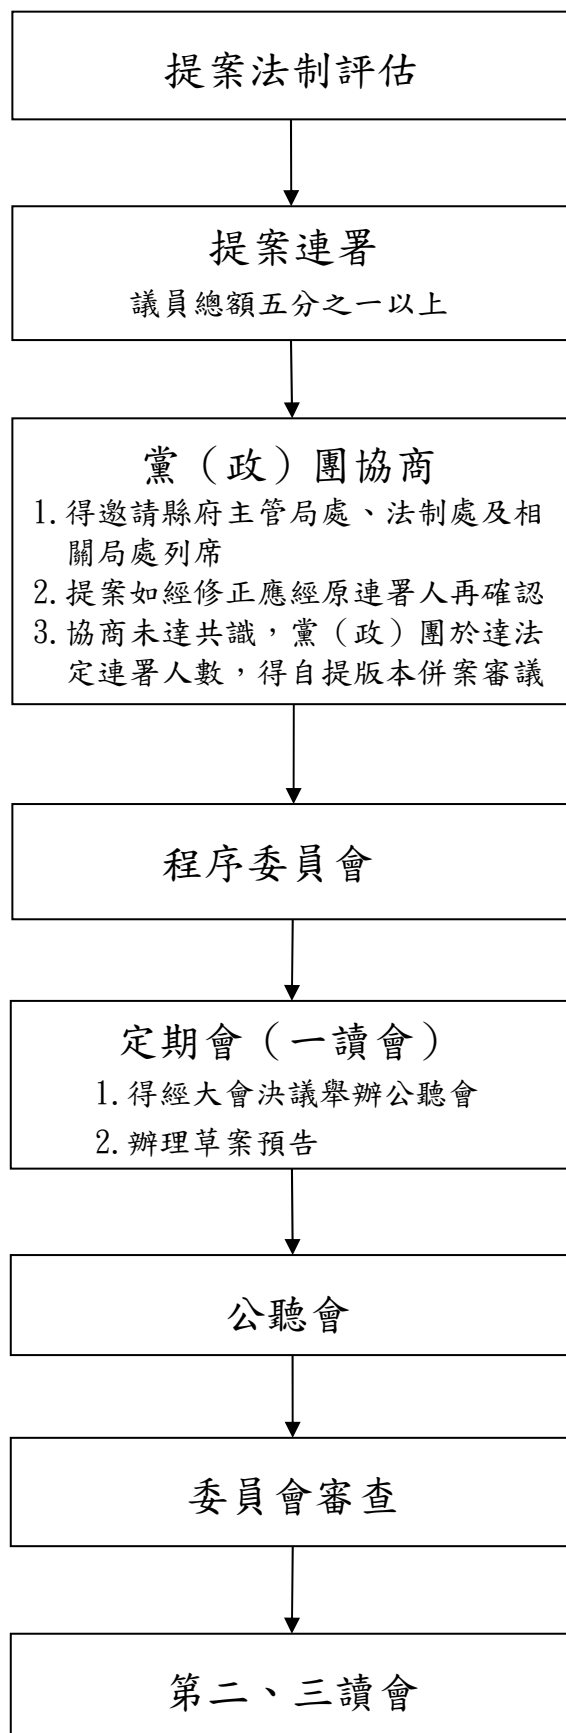 提案法制評估
提案連署
議員總額五分之一以上
黨（政）團協商
1.得邀請縣府主管局處、法制處及相
關局處列席
2.提案如經修正應經原連署人再確認
3.協商未達共識，黨（政）團於達法
定連署人數，得自提版本併案審議
程序委員會
定期會（一讀會）
1.得經大會決議舉辦公聽會
2.辦理草案預告
公聽會
委員會審查
第二、三讀會